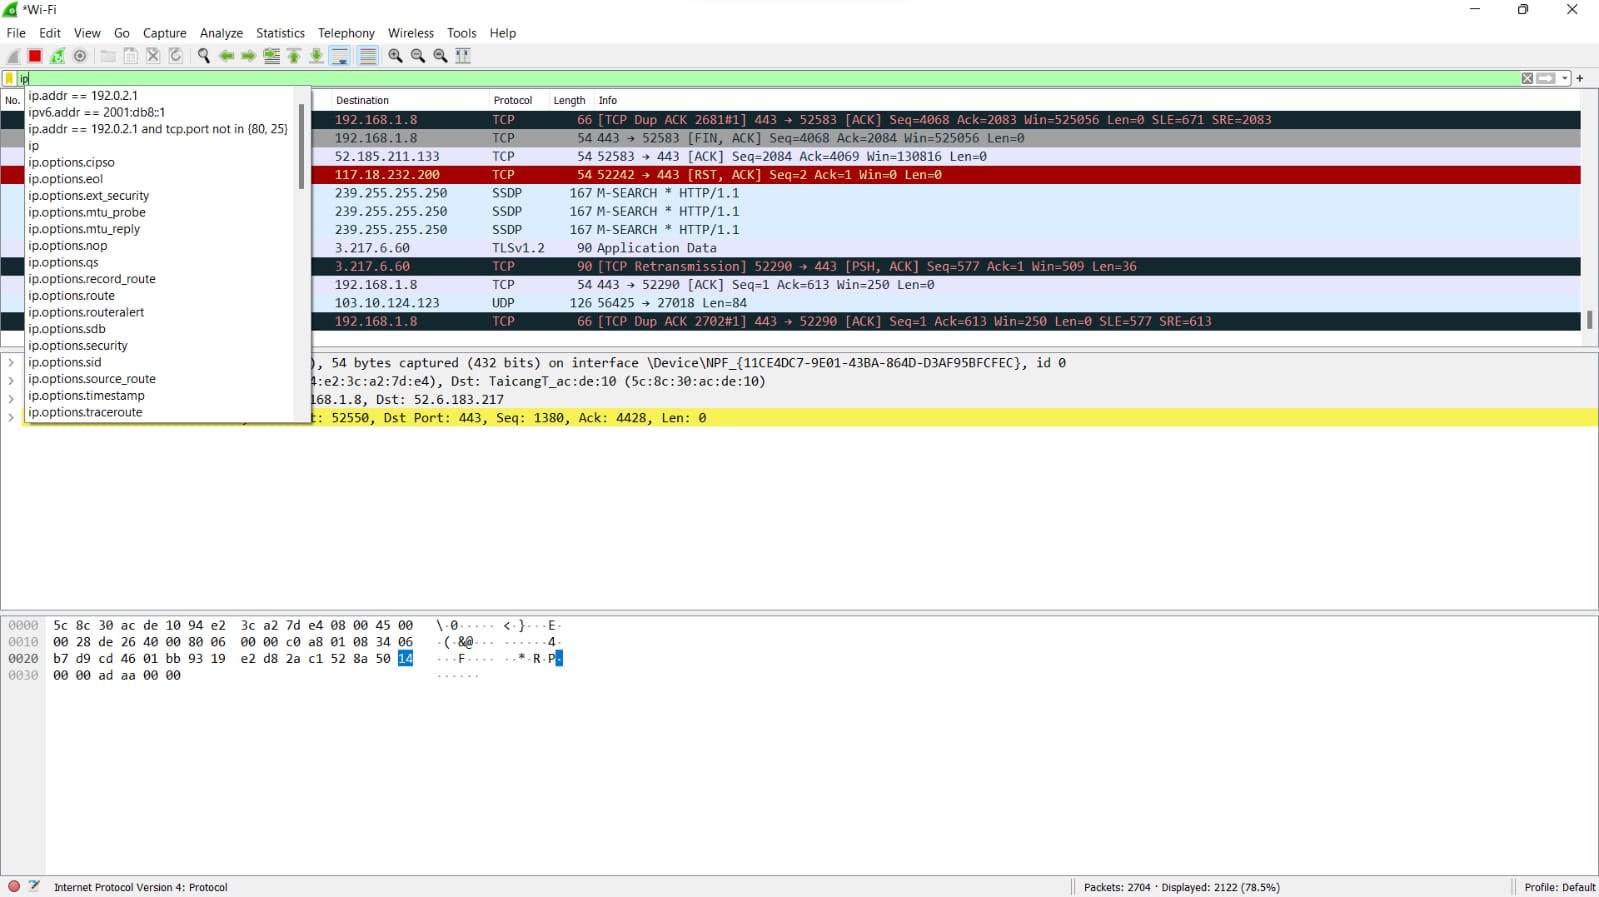 *Wi-Fi
File Edit View Go Capture Analyze Statistics Telephony Wireless Tools Help
ip
ip.addr == 192.0.2.1
ipv6.addr == 2001:db8::1
ip.addr == 192.0.2.1 and tcp.port not in {80, 25}
ip
ip.options.cipso
ip.options.eol
ip.options.ext_security
ip.options.mtu_probe
ip.options.mtu_reply
ip.options.nop
ip.options.qs
ip.options.record_route
ip.options.route
ip.options.routeralert
ip.options.sdb
ip.options.security
ip.options.sid
ip.options.source_route
ip.options.timestamp
ip.options.traceroute
No. Destination Protocol Length Info
192.168.1.8 TCP 66 [TCP Dup ACK 2681#1] 443 → 52583 [ACK] Seq=4068 Ack=2083 Win=525056 Len=0 SLE=671 SRE=2083
192.168.1.8 TCP 54 443 → 52583 [FIN, ACK] Seq=4068 Ack=2084 Win=525056 Len=0
52.185.211.133 TCP 54 52583 → 443 [ACK] Seq=2084 Ack=4069 Win=130816 Len=0
117.18.232.200 TCP 54 52242 → 443 [RST, ACK] Seq=2 Ack=1 Win=0 Len=0
239.255.255.250 SSDP 167 M-SEARCH * HTTP/1.1
239.255.255.250 SSDP 167 M-SEARCH * HTTP/1.1
239.255.255.250 SSDP 167 M-SEARCH * HTTP/1.1
3.217.6.60 TLSv1.2 90 Application Data
3.217.6.60 TCP 90 [TCP Retransmission] 52290 → 443 [PSH, ACK] Seq=577 Ack=1 Win=509 Len=36
192.168.1.8 TCP 54 443 → 52290 [ACK] Seq=1 Ack=613 Win=250 Len=0
103.10.124.123 UDP 126 56425 → 27018 Len=84
192.168.1.8 TCP 66 [TCP Dup ACK 2702#1] 443 → 52290 [ACK] Seq=1 Ack=613 Win=250 Len=0 SLE=577 SRE=613
), 54 bytes captured (432 bits) on interface \Device\NPF_{11CE4DC7-9E01-43BA-864D-D3AF95BFCFEC}, id 0
4:e2:3c:a2:7d:e4), Dst: TaicangT_ac:de:10 (5c:8c:30:ac:de:10)
168.1.8, Dst: 52.6.183.217
t: 52550, Dst Port: 443, Seq: 1380, Ack: 4428, Len: 0
0000 5c 8c 30 ac de 10 94 e2 3c a2 7d e4 08 00 45 00 \·0····· <·}···E·
0010 00 28 de 26 40 00 80 06 00 00 c0 a8 01 08 34 06 ·(·&@··· ······4·
0020 b7 d9 cd 46 01 bb 93 19 e2 d8 2a c1 52 8a 50 14 ···F···· ··*·R·P·
0030 00 00 ad aa 00 00 ······
Internet Protocol Version 4: Protocol
Packets: 2704 · Displayed: 2122 (78.5%)
Profile: Default